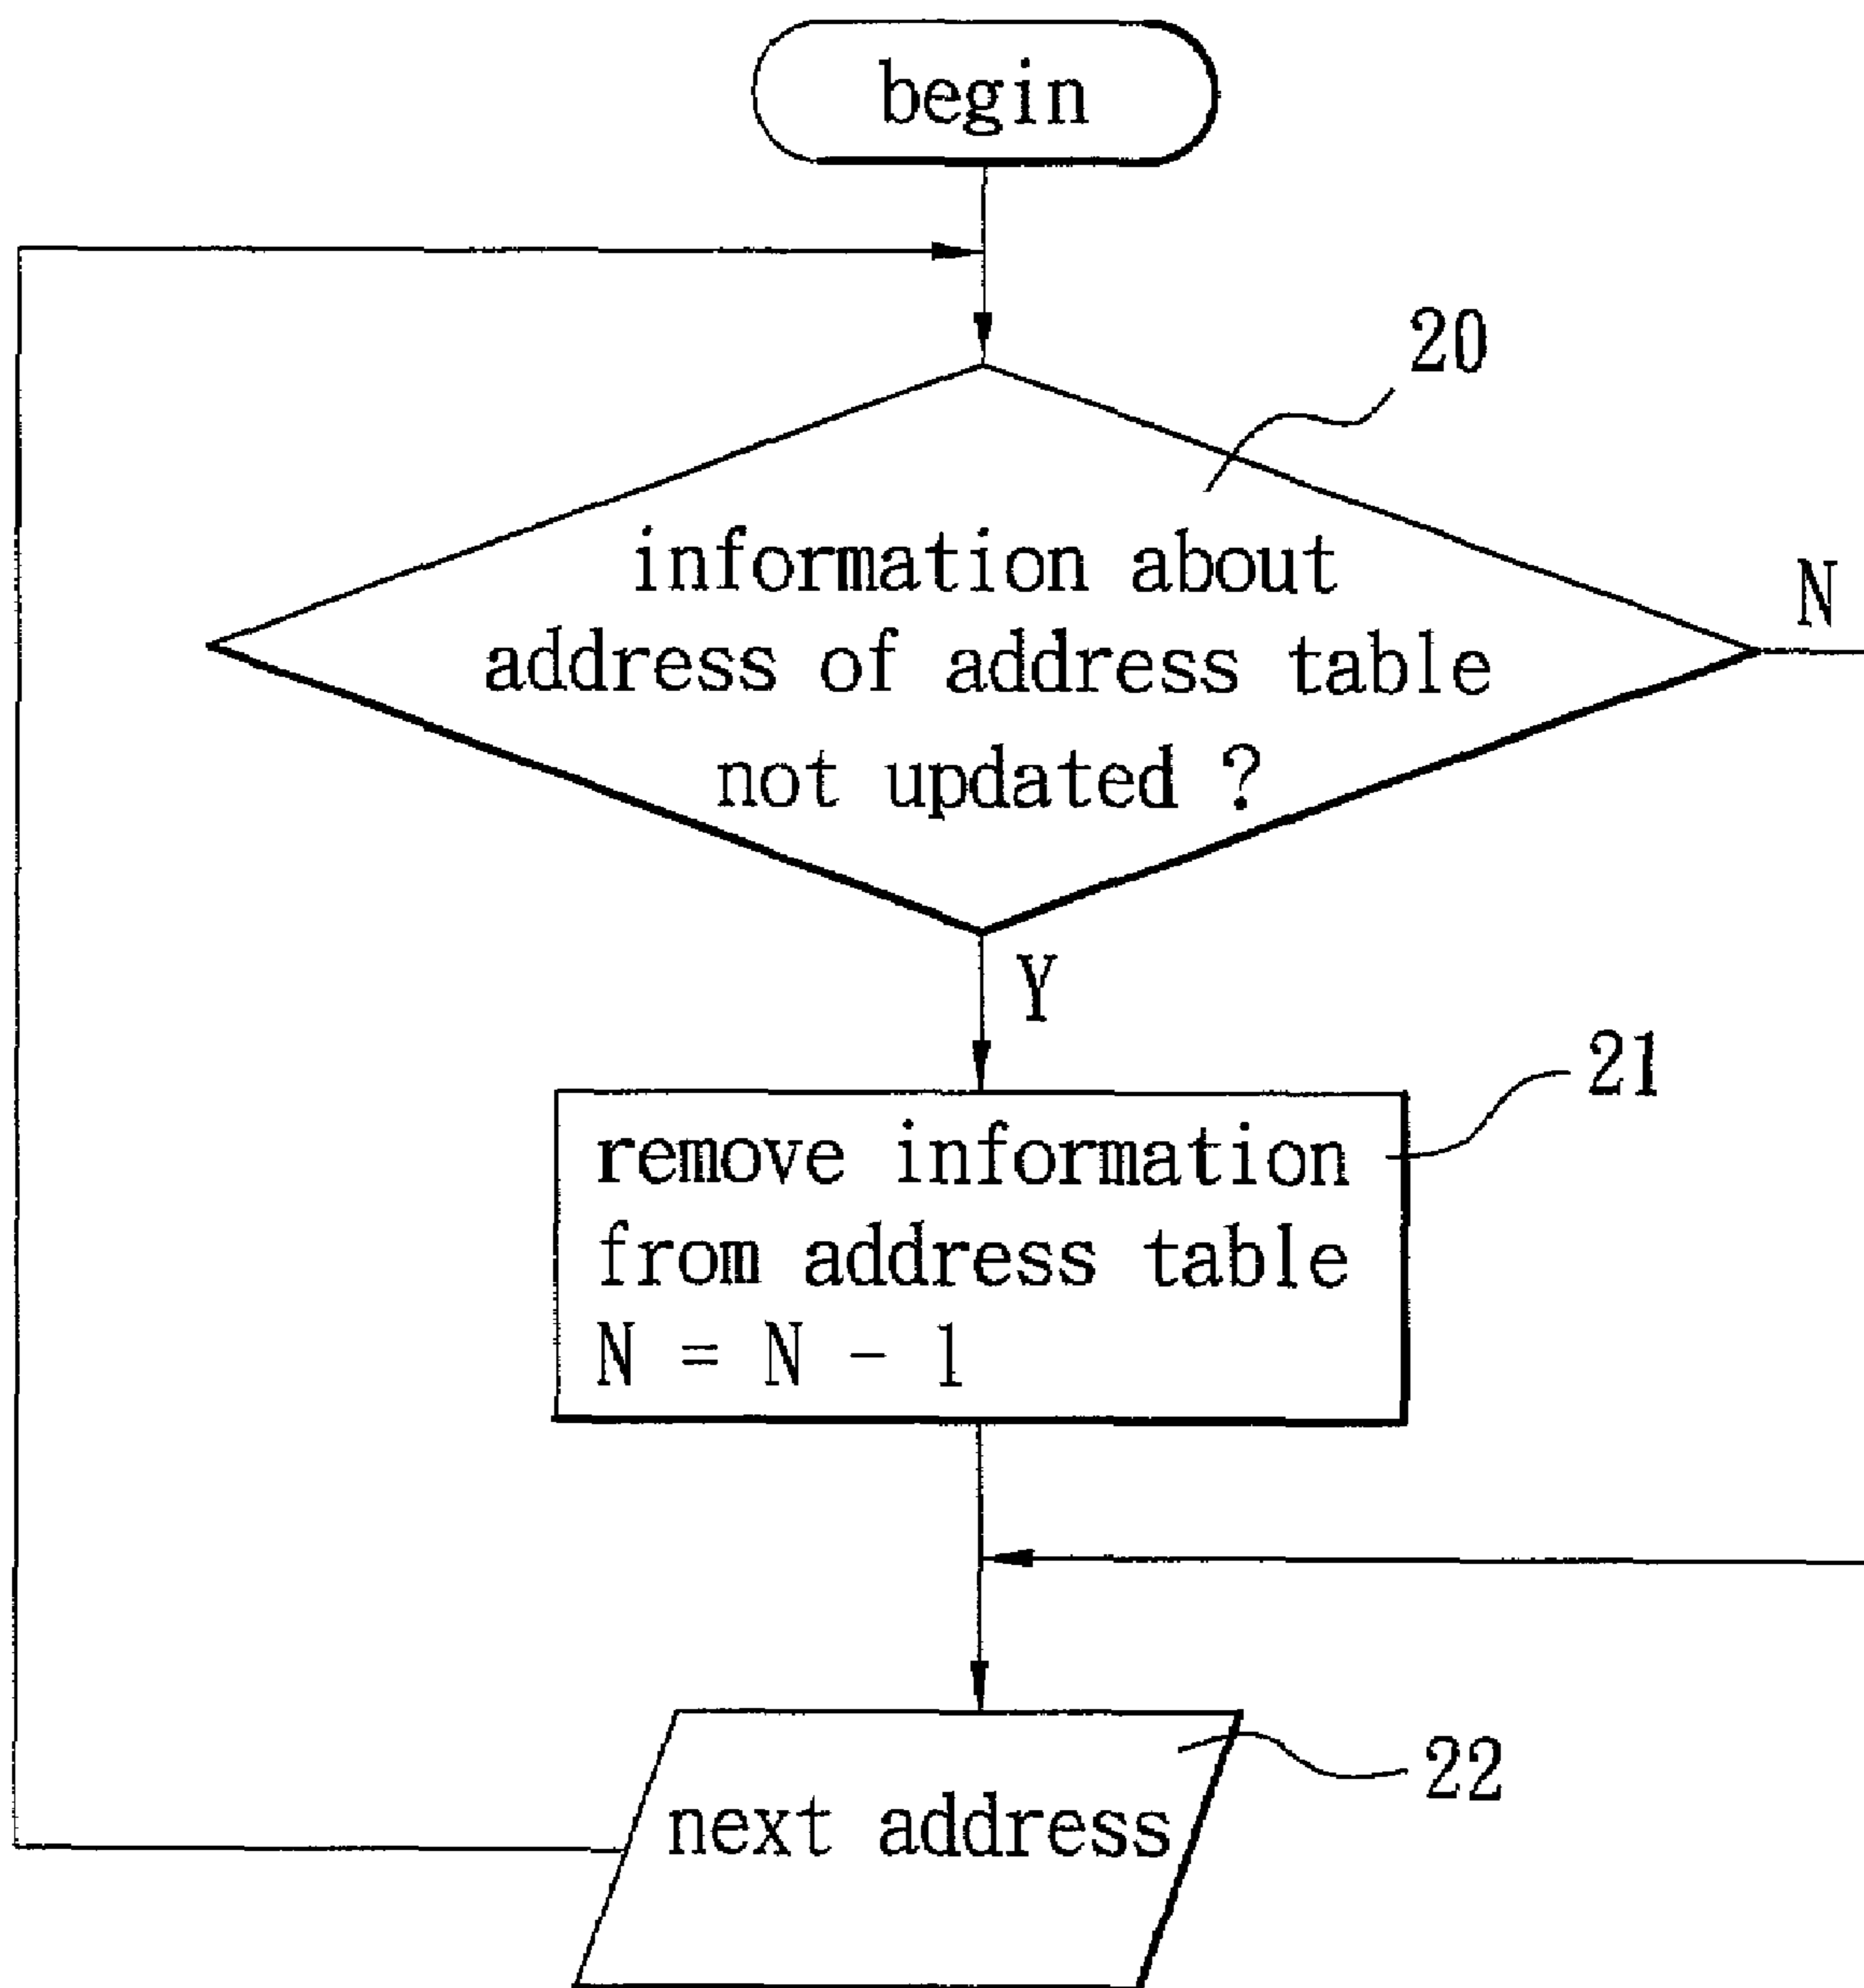 begin
20
information about
address of address table
not updated ?
N
Y
21
remove information
from address table
N = N - 1
22
next address